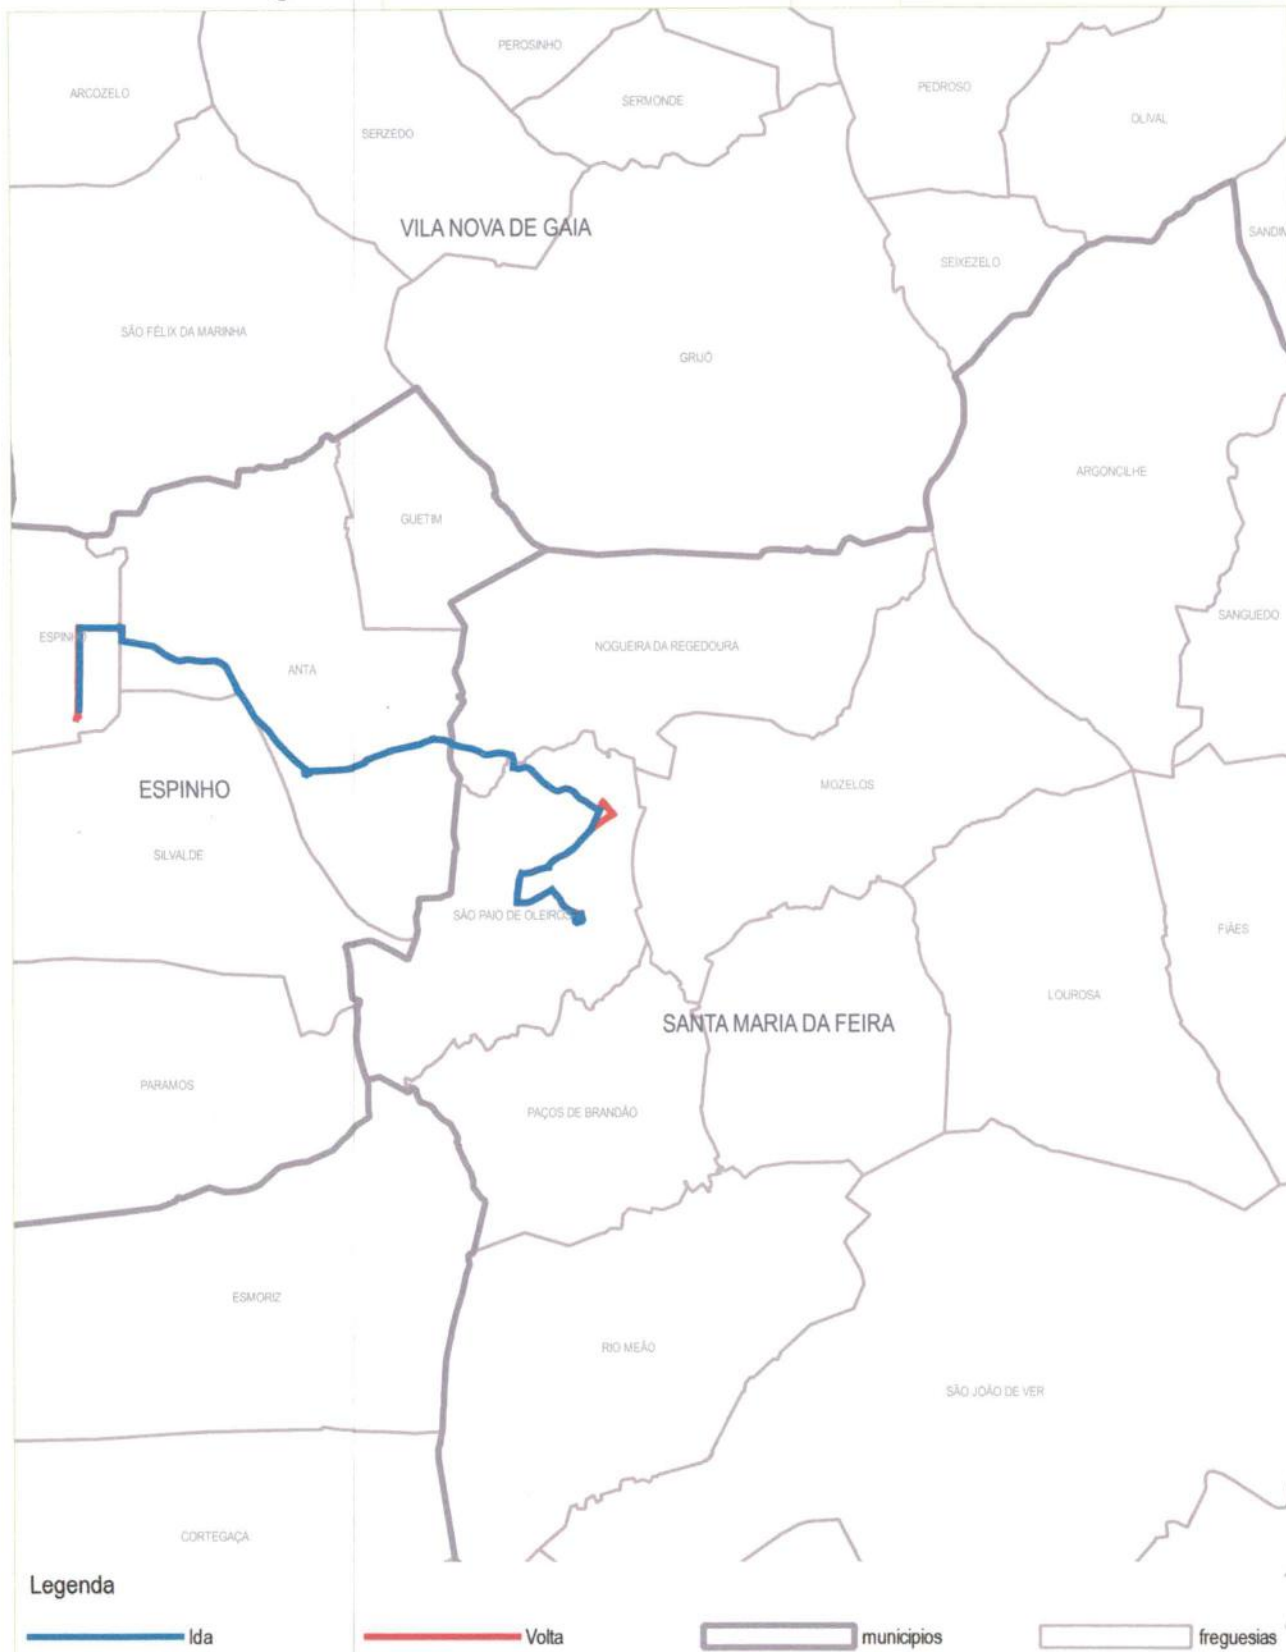 PEROSINHO
ARCOZELO
SERMONDE
PEDROSO
OLIVAL
SERZEDO
VILA NOVA DE GAIA
SANDIM
SEIXEZELO
SÃO FÉLIX DA MARINHA
GRIJÓ
ARGONCILHE
GUETIM
SANGUEDO
ESPINHO
NOGUEIRA DA REGEDOURA
ANTA
ESPINHO
MOZELOS
SILVALDE
SÃO PAIO DE OLEIROS
FIÃES
LOUROSA
SANTA MARIA DA FEIRA
PARAMOS
PAÇOS DE BRANDÃO
ESMORIZ
RIO MEÃO
SÃO JOÃO DE VER
CORTEGAÇA
Legenda
Ida Volta municípios freguesias